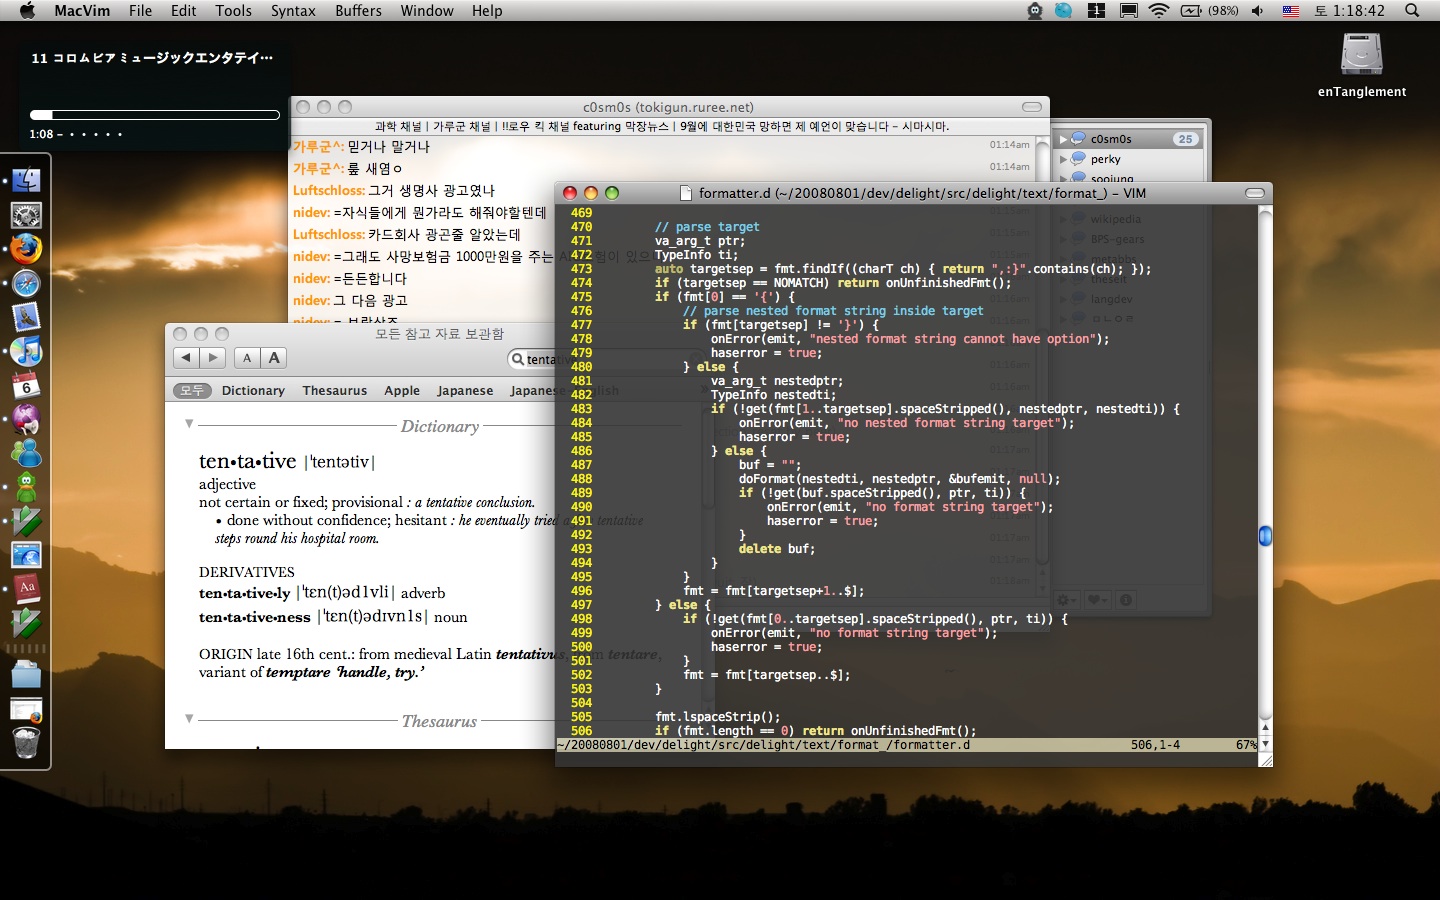 MacVim File Edit Tools Syntax Buffers Window Help
1 (98%) 토 1:18:42
11 コロムビアミュージックエンタテイ…
1:08 – • • • • •
enTanglement
6
Aa
c0sm0s (tokigun.ruree.net)
과학 채널 | 가루군 채널 | !!로우 킥 채널 featuring 막장뉴스 | 9월에 대한민국 망하면 제 예언이 맞습니다 – 시마시마.
가루군^: 믿거나 말거나 01:14am
가루군^: 롶 새염ㅇ 01:14am
Luftschloss: 그거 생명사 광고였나
nidev: =자식들에게 뭔가라도 해줘야할텐데
Luftschloss: 카드회사 광곤줄 알았는데
nidev: =그래도 사망보험금 1000만원을 주는
nidev: =든든합니다
nidev: 그 다음 광고
c0sm0s 25
perky
soojung
wikipedia
BPS-gears
metabbs
theseit
langdev
ㅁㄴㅇㄹ
모든 참고 자료 보관함
A A tentative
모두 Dictionary Thesaurus Apple Japanese Japanese – English
Dictionary
ten•ta•tive |ˈtentətiv|
adjective
not certain or fixed; provisional : a tentative conclusion.
• done without confidence; hesitant : he eventually tried a few tentative
steps round his hospital room.
DERIVATIVES
ten•ta•tive•ly |ˈtɛn(t)ədɪvli| adverb
ten•ta•tive•ness |ˈtɛn(t)ədɪvnɪs| noun
ORIGIN late 16th cent.: from medieval Latin tentativus, from tentare,
variant of temptare ‘handle, try.’
Thesaurus
formatter.d (~/20080801/dev/delight/src/delight/text/format_) – VIM
469
470 // parse target
471 va_arg_t ptr;
472 TypeInfo ti;
473 auto targetsep = fmt.findIf((charT ch) { return ",:}".contains(ch); });
474 if (targetsep == NOMATCH) return onUnfinishedFmt();
475 if (fmt[0] == '{') {
476 // parse nested format string inside target
477 if (fmt[targetsep] != '}') {
478 onError(emit, "nested format string cannot have option");
479 haserror = true;
480 } else {
481 va_arg_t nestedptr;
482 TypeInfo nestedti;
483 if (!get(fmt[1..targetsep].spaceStripped(), nestedptr, nestedti)) {
484 onError(emit, "no nested format string target");
485 haserror = true;
486 } else {
487 buf = "";
488 doFormat(nestedti, nestedptr, &bufemit, null);
489 if (!get(buf.spaceStripped(), ptr, ti)) {
490 onError(emit, "no format string target");
491 haserror = true;
492 }
493 delete buf;
494 }
495 }
496 fmt = fmt[targetsep+1..$];
497 } else {
498 if (!get(fmt[0..targetsep].spaceStripped(), ptr, ti)) {
499 onError(emit, "no format string target");
500 haserror = true;
501 }
502 fmt = fmt[targetsep..$];
503 }
504
505 fmt.lspaceStrip();
506 if (fmt.length == 0) return onUnfinishedFmt();
~/20080801/dev/delight/src/delight/text/format_/formatter.d 506,1-4 67%